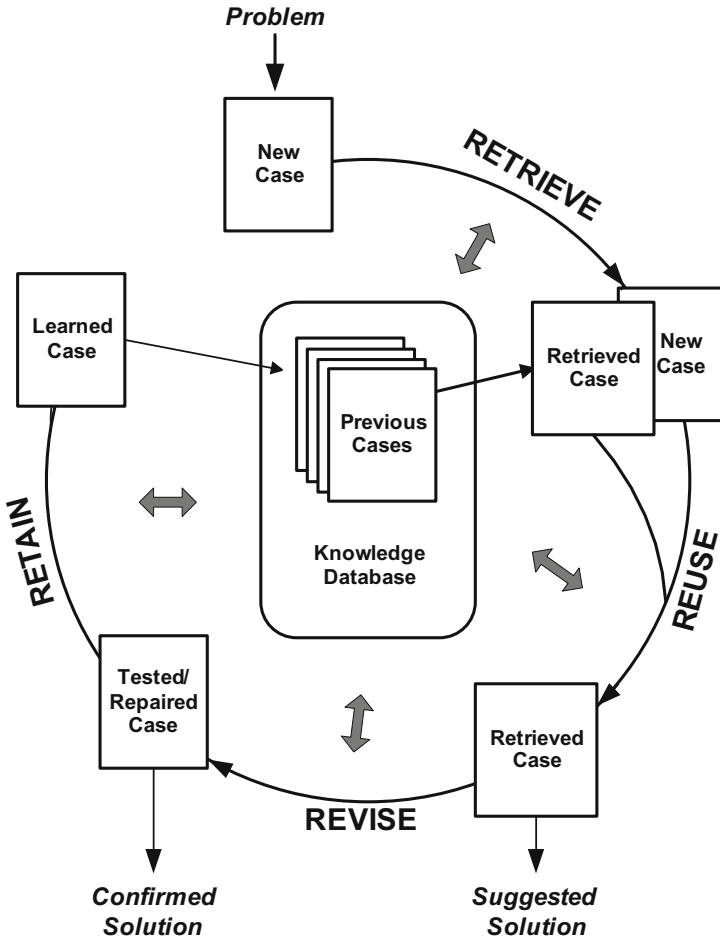 Problem
New
Case
RETRIEVE
Learned
Case
Retrieved
Case
New
Case
Previous
Cases
Knowledge
Database
RETAIN
REUSE
Tested/
Repaired
Case
Retrieved
Case
REVISE
Confirmed
Solution
Suggested
Solution